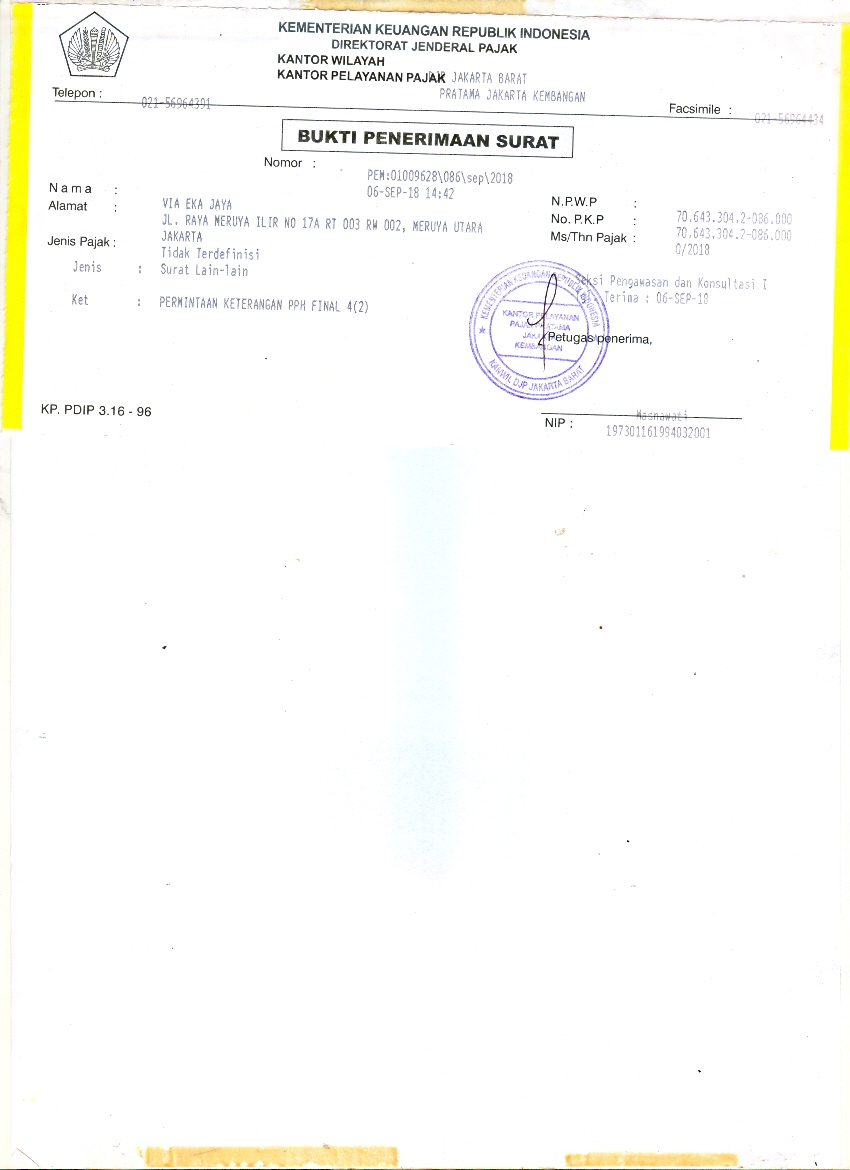 KEMENTERIAN KEUANGAN REPUBLIK INDONESIA
DIREKTORAT JENDERAL PAJAK
KANTOR WILAYAH
KANTOR PELAYANAN PAJAK JAKARTA BARAT
PRATAMA JAKARTA KEMBANGAN
Telepon : 021-56964391
Facsimile : 021-56964434
BUKTI PENERIMAAN SURAT
Nomor : PEM:01009628\086\sep\2018
06-SEP-18 14:42
Nama : VIA EKA JAYA
Alamat : JL. RAYA MERUYA ILIR NO 17A RT 003 RW 002, MERUYA UTARA
JAKARTA
N.P.W.P : 70.643.304.2-086.000
No. P.K.P : 70.643.304.2-086.000
Ms/Thn Pajak : 0/2018
Jenis Pajak : Tidak Terdefinisi
Jenis : Surat Lain-lain
Ket : PERMINTAAN KETERANGAN PPH FINAL 4(2)
Seksi Pengawasan dan Konsultasi I
Terima : 06-SEP-18
KEMENTERIAN KEUANGAN REPUBLIK INDONESIA
KANTOR PELAYANAN
PAJAK PRATAMA
JAKARTA
KEMBANGAN
KANWIL DJP JAKARTA BARAT
Petugas penerima,
Masnawati
NIP : 197301161994032001
KP. PDIP 3.16 - 96